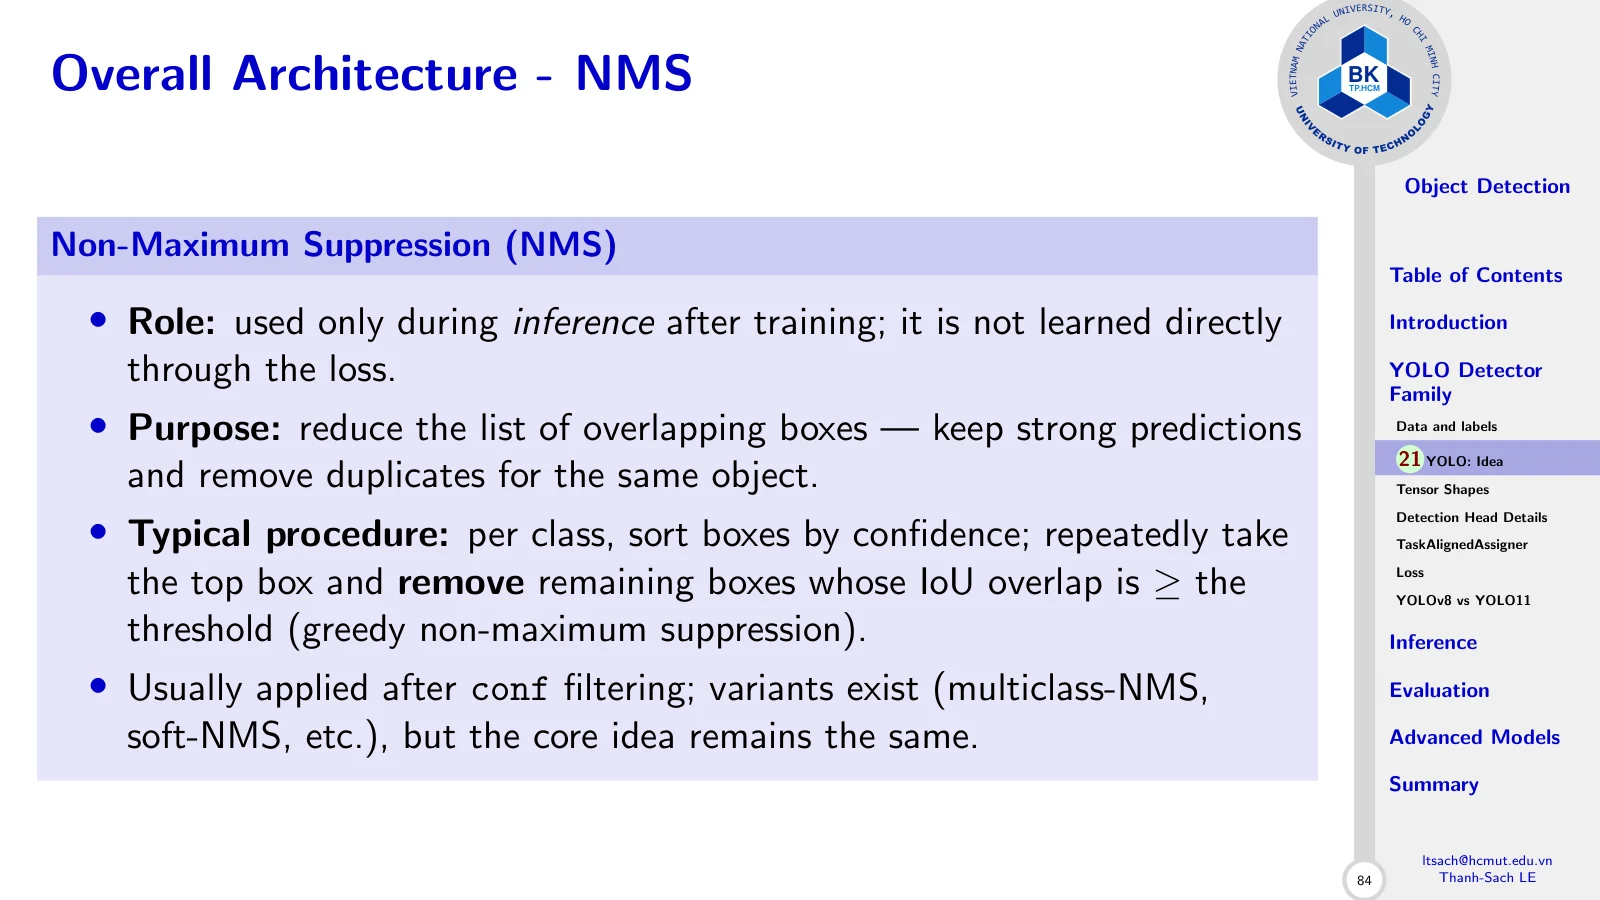 Overall Architecture - NMS
Non-Maximum Suppression (NMS)
• Role: used only during inference after training; it is not learned directly
through the loss.
• Purpose: reduce the list of overlapping boxes — keep strong predictions
and remove duplicates for the same object.
• Typical procedure: per class, sort boxes by confidence; repeatedly take
the top box and remove remaining boxes whose IoU overlap is ≥ the
threshold (greedy non-maximum suppression).
• Usually applied after conf filtering; variants exist (multiclass-NMS,
soft-NMS, etc.), but the core idea remains the same.
VIETNAM NATIONAL UNIVERSITY, HO CHI MINH CITY
BK
TP.HCM
UNIVERSITY OF TECHNOLOGY
Object Detection
Table of Contents
Introduction
YOLO Detector
Family
Data and labels
21 YOLO: Idea
Tensor Shapes
Detection Head Details
TaskAlignedAssigner
Loss
YOLOv8 vs YOLO11
Inference
Evaluation
Advanced Models
Summary
ltsach@hcmut.edu.vn
Thanh-Sach LE
84